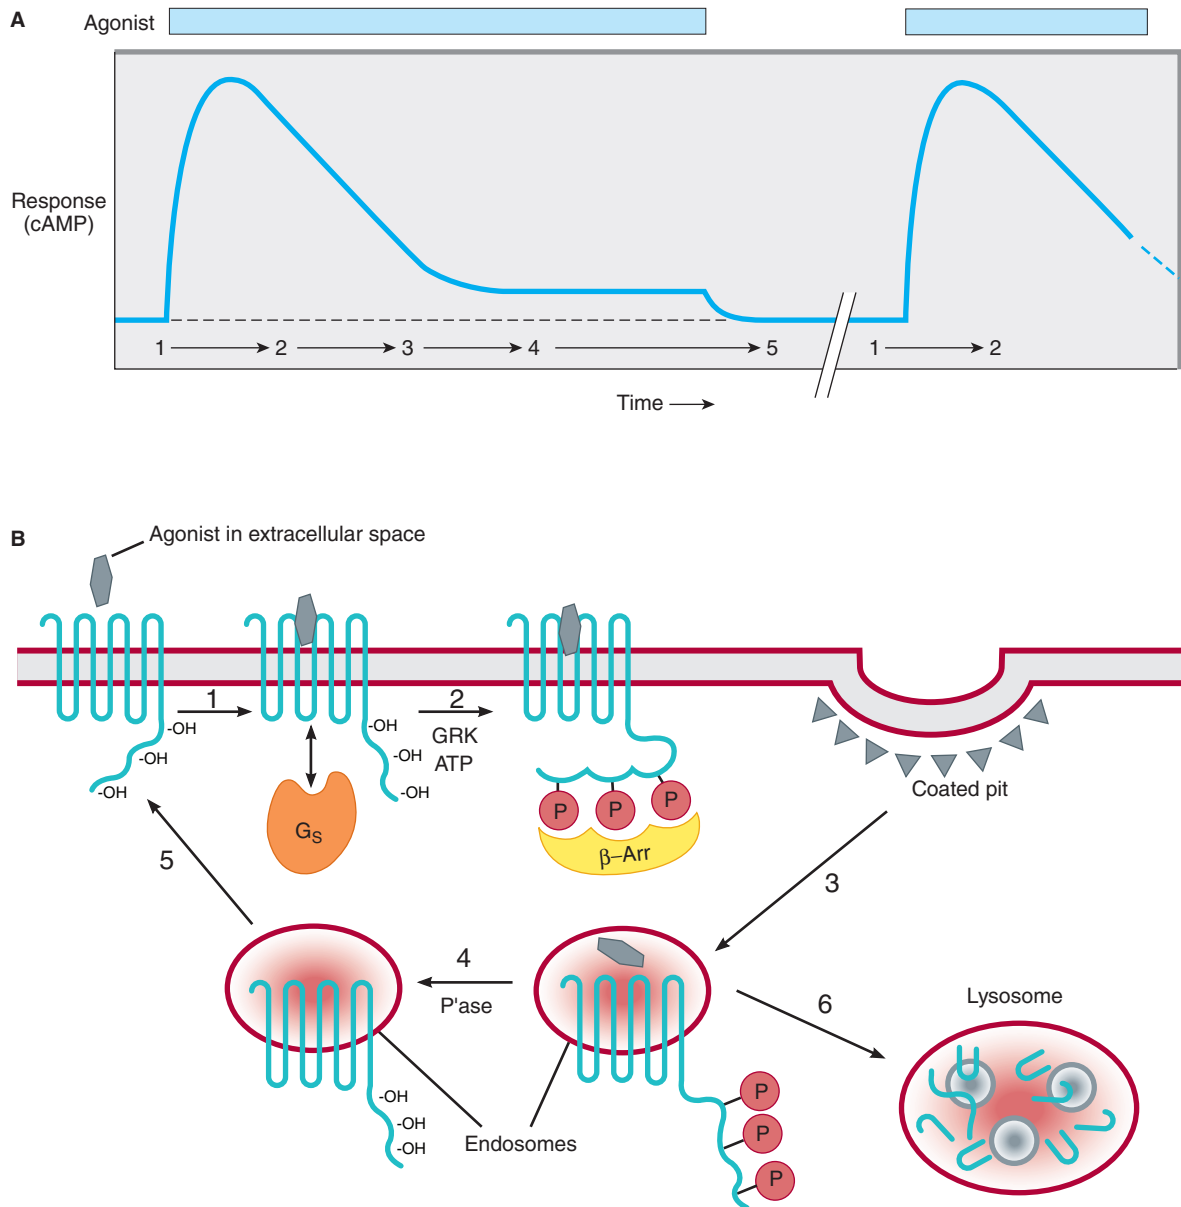 A
Agonist
Response
(cAMP)
1 2 3 4 5 1 2
Time
B
Agonist in extracellular space
1
2
-OH
-OH
-OH
GRK
ATP
-OH
-OH
-OH
Gs
P P P
β–Arr
Coated pit
5
3
4
P'ase
6
Lysosome
-OH
-OH
-OH
Endosomes
P
P
P